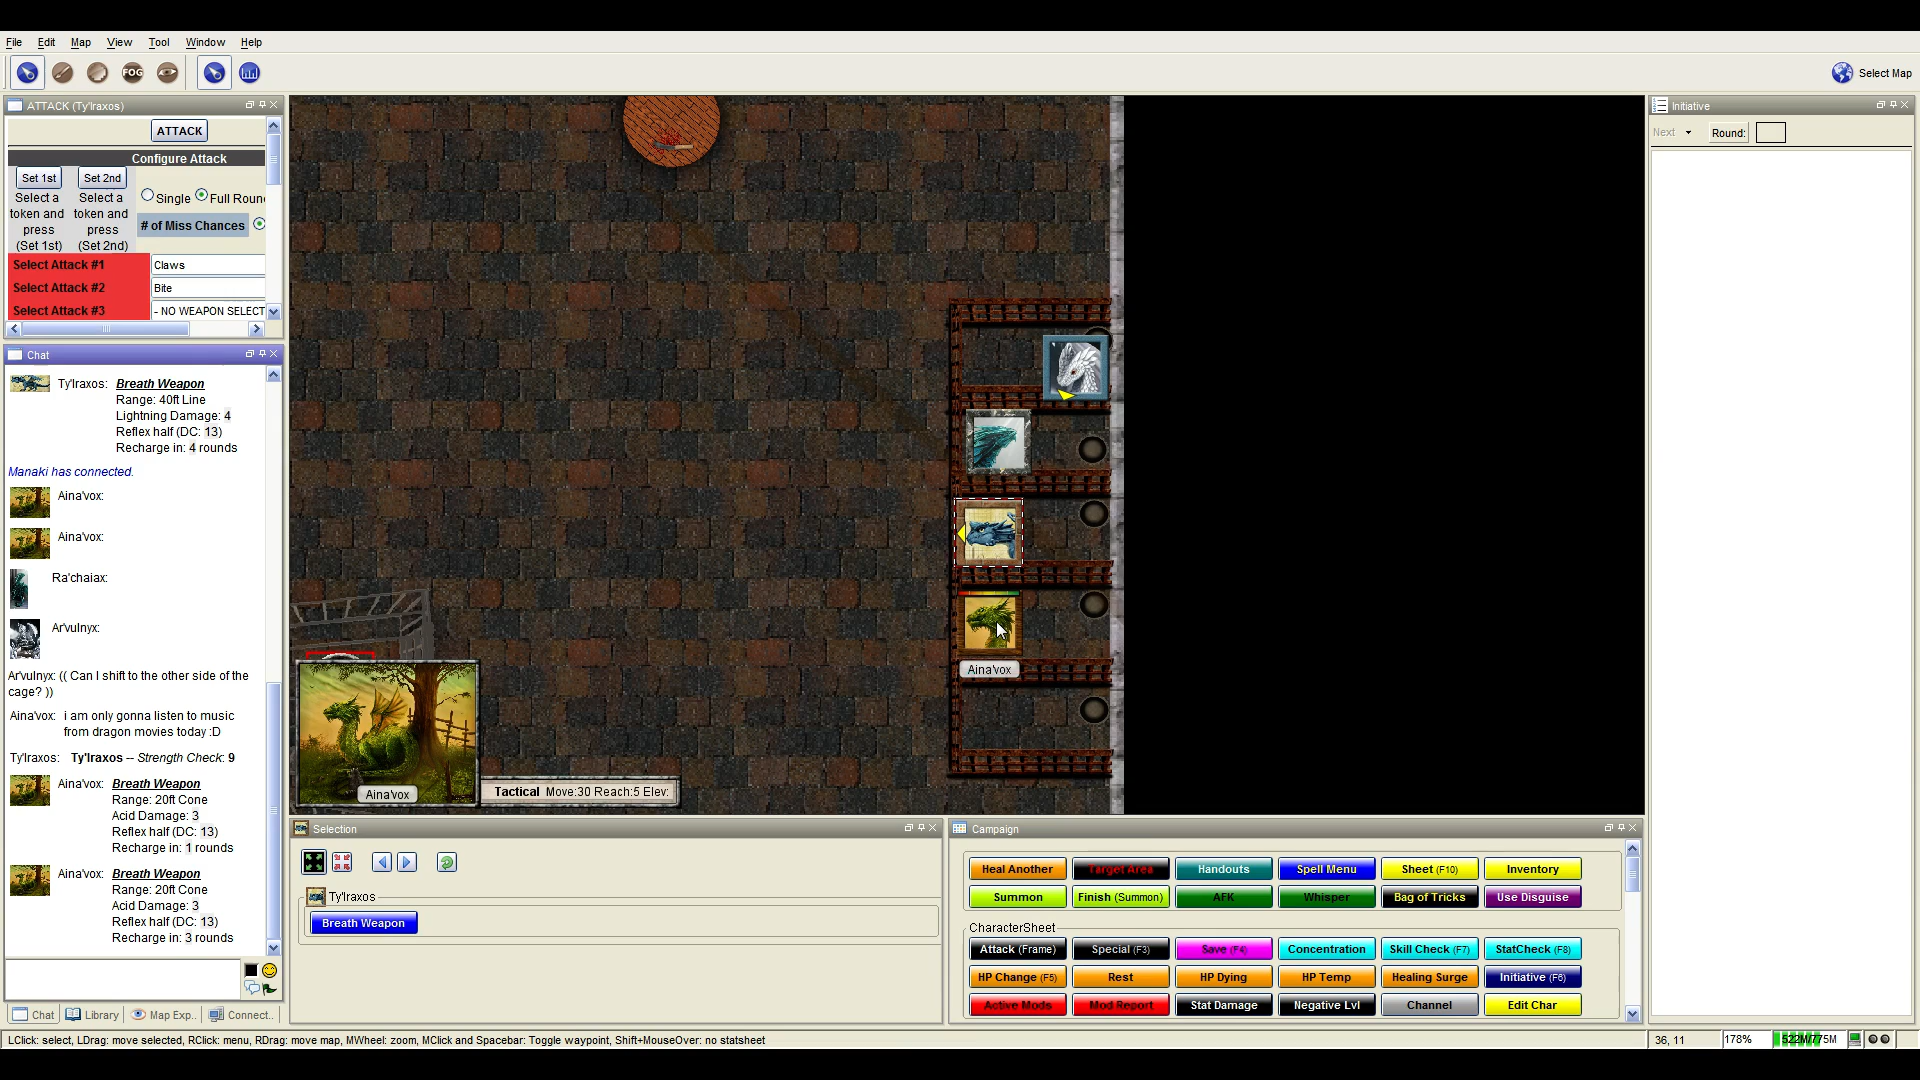 File Edit Map View Tool Window Help
FOG
Select Map
ATTACK (Ty'Iraxos)
ATTACK
Configure Attack
Set 1st Set 2nd
Select a token and press (Set 1st)
Select a token and press (Set 2nd)
Single Full Roun
# of Miss Chances
Select Attack #1 Claws
Select Attack #2 Bite
Select Attack #3 - NO WEAPON SELECT
Chat
Ty'Iraxos: Breath Weapon
Range: 40ft Line
Lightning Damage: 4
Reflex half (DC: 13)
Recharge in: 4 rounds
Manaki has connected.
Aina'vox:
Aina'vox:
Ra'chaiax:
Ar'vulnyx:
Ar'vulnyx: (( Can I shift to the other side of the
cage? ))
Aina'vox: i am only gonna listen to music
from dragon movies today :D
Ty'Iraxos: Ty'Iraxos -- Strength Check: 9
Aina'vox: Breath Weapon
Range: 20ft Cone
Acid Damage: 3
Reflex half (DC: 13)
Recharge in: 1 rounds
Aina'vox: Breath Weapon
Range: 20ft Cone
Acid Damage: 3
Reflex half (DC: 13)
Recharge in: 3 rounds
Chat Library Map Exp.. Connect..
Aina'vox
Aina'vox
Tactical Move:30 Reach:5 Elev:
Initiative
Next Round:
Selection
Ty'Iraxos
Breath Weapon
Campaign
Heal Another Target Area Handouts Spell Menu Sheet (F10) Inventory
Summon Finish (Summon) AFK Whisper Bag of Tricks Use Disguise
CharacterSheet
Attack (Frame) Special (F3) Save (F4) Concentration Skill Check (F7) StatCheck (F8)
HP Change (F5) Rest HP Dying HP Temp Healing Surge Initiative (F6)
Active Mods Mod Report Stat Damage Negative Lvl Channel Edit Char
LClick: select, LDrag: move selected, RClick: menu, RDrag: move map, MWheel: zoom, MClick and Spacebar: Toggle waypoint, Shift+MouseOver: no statsheet
36, 11 178% 522M/775M